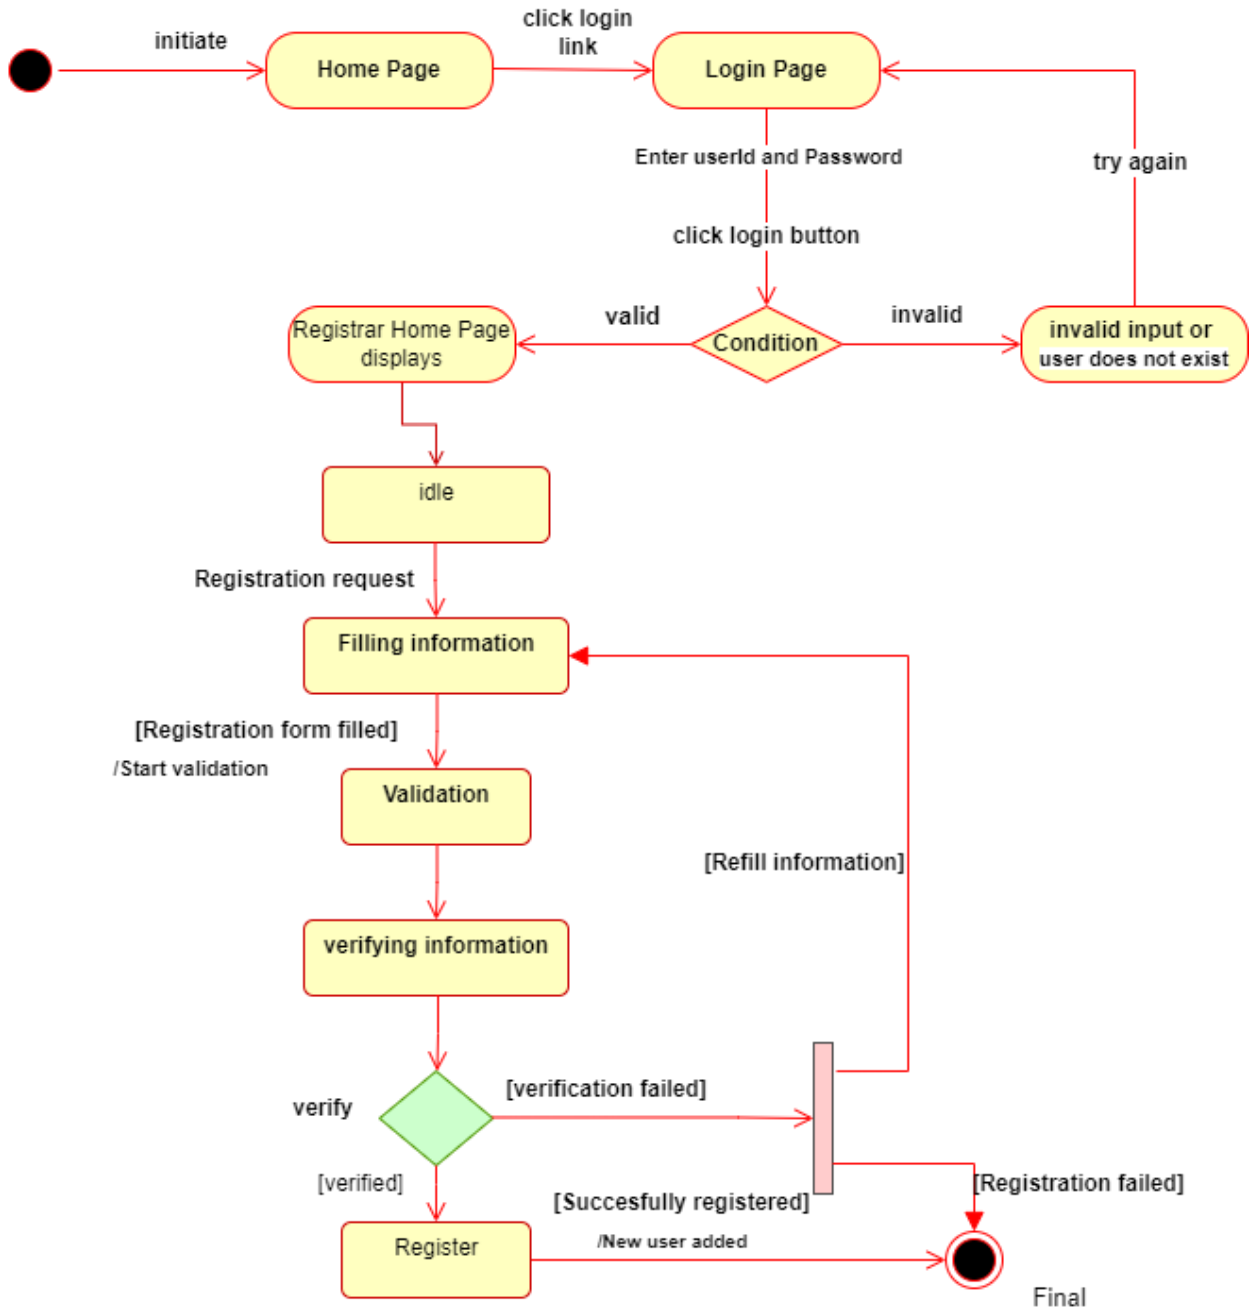 initiate
Home Page
click login
link
Login Page
Enter userId and Password
try again
click login button
Registrar Home Page
displays
valid
Condition
invalid
invalid input or
user does not exist
idle
Registration request
Filling information
[Registration form filled]
/Start validation
Validation
[Refill information]
verifying information
verify
[verification failed]
[verified]
[Succesfully registered]
[Registration failed]
Register
/New user added
Final